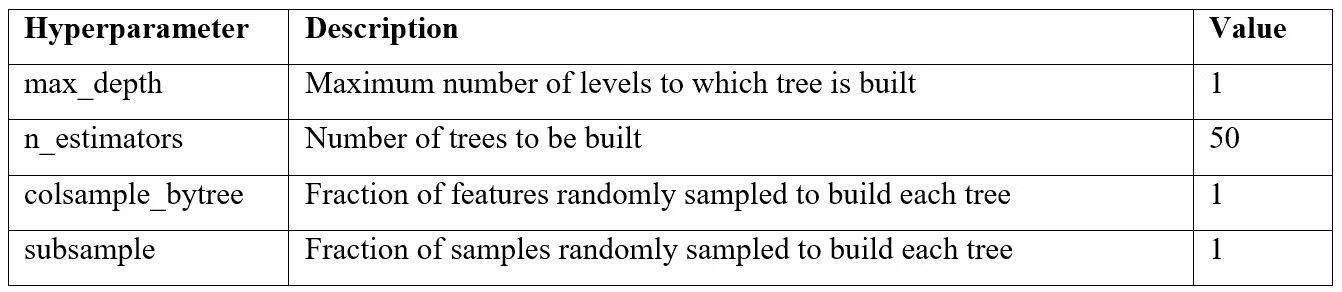 Hyperparameter Description Value
max_depth Maximum number of levels to which tree is built 1
n_estimators Number of trees to be built 50
colsample_bytree Fraction of features randomly sampled to build each tree 1
subsample Fraction of samples randomly sampled to build each tree 1